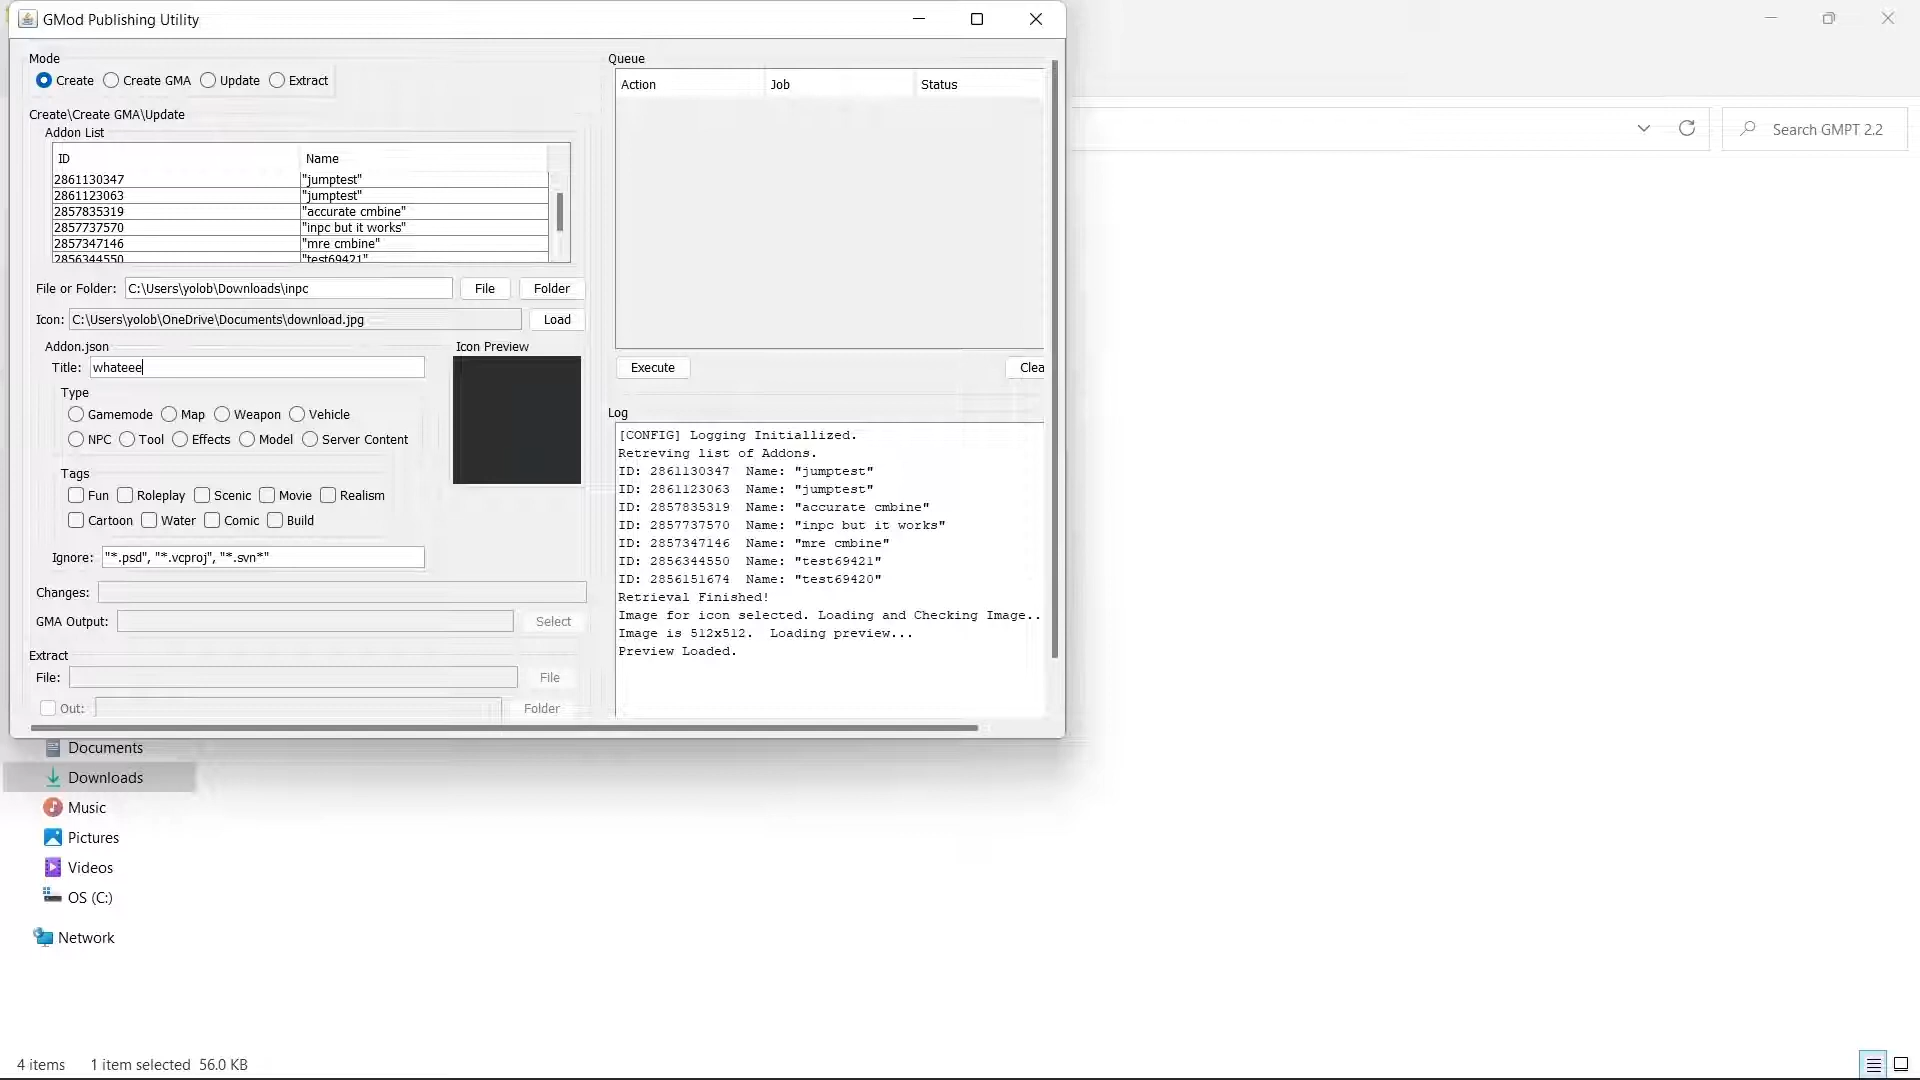 GMod Publishing Utility
Mode
Create Create GMA Update Extract
Create\Create GMA\Update
Addon List
ID Name
2861130347 "jumptest"
2861123063 "jumptest"
2857835319 "accurate cmbine"
2857737570 "inpc but it works"
2857347146 "mre cmbine"
2856344550 "test69421"
File or Folder: C:\Users\yolob\Downloads\inpc File Folder
Icon: C:\Users\yolob\OneDrive\Documents\download.jpg Load
Addon.json
Title: whateee
Icon Preview
Type
Gamemode Map Weapon Vehicle
NPC Tool Effects Model Server Content
Tags
Fun Roleplay Scenic Movie Realism
Cartoon Water Comic Build
Ignore: "*.psd", "*.vcproj", "*.svn*"
Changes:
GMA Output: Select
Extract
File: File
Out: Folder
Queue
Action Job Status
Execute Clea
Log
[CONFIG] Logging Initiallized.
Retreving list of Addons.
ID: 2861130347 Name: "jumptest"
ID: 2861123063 Name: "jumptest"
ID: 2857835319 Name: "accurate cmbine"
ID: 2857737570 Name: "inpc but it works"
ID: 2857347146 Name: "mre cmbine"
ID: 2856344550 Name: "test69421"
ID: 2856151674 Name: "test69420"
Retrieval Finished!
Image for icon selected. Loading and Checking Image..
Image is 512x512. Loading preview...
Preview Loaded.
Search GMPT 2.2
Documents
Downloads
Music
Pictures
Videos
OS (C:)
Network
4 items 1 item selected 56.0 KB